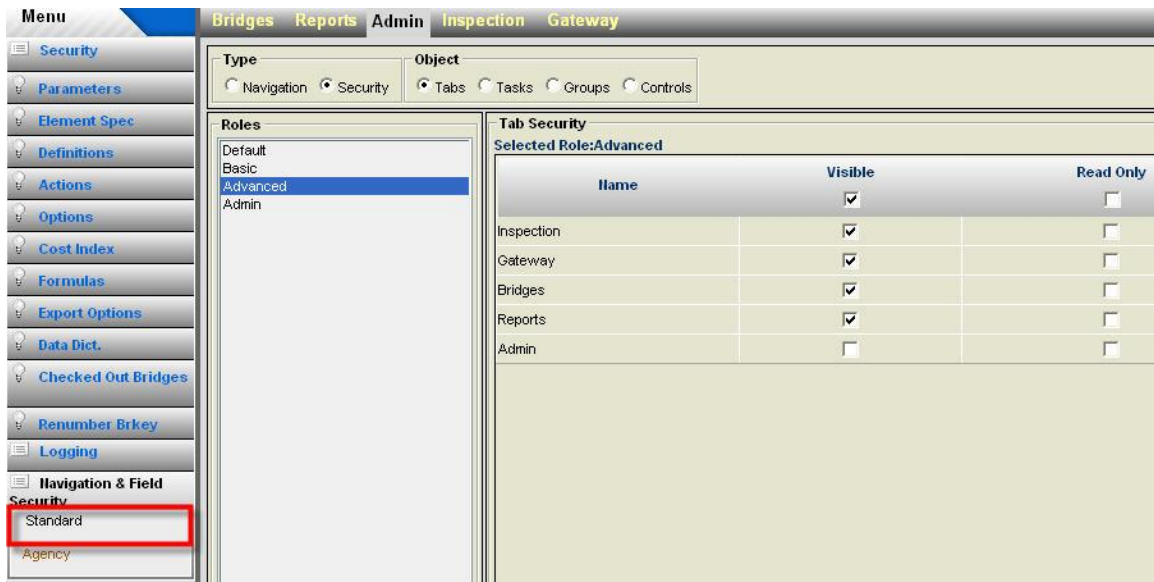 Menu
Bridges Reports Admin Inspection Gateway
Security
Parameters
Element Spec
Definitions
Actions
Options
Cost Index
Formulas
Export Options
Data Dict.
Checked Out Bridges
Renumber Brkey
Logging
Navigation & Field
Security
Standard
Agency
Type
Navigation Security
Object
Tabs Tasks Groups Controls
Roles
Default
Basic
Advanced
Admin
Tab Security
Selected Role:Advanced
Name Visible Read Only
Inspection
Gateway
Bridges
Reports
Admin